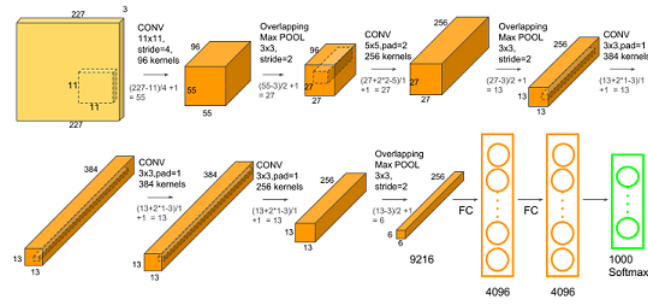 227
3
11
11
227
CONV
11x11,
stride=4,
96 kernels
(227-11)/4 +1
= 55
96
55
55
Overlapping
Max POOL
3x3,
stride=2
(55-3)/2 +1
= 27
96
27
27
CONV
5x5,pad=2
256 kernels
(27+2*2-5)/1
+1 = 27
256
27
27
Overlapping
Max POOL
3x3,
stride=2
(27-3)/2 +1
= 13
256
13
13
CONV
3x3,pad=1
384 kernels
(13+2*1-3)/1
+1 = 13
384
13
13
CONV
3x3,pad=1
384 kernels
(13+2*1-3)/1
+1 = 13
384
13
13
CONV
3x3,pad=1
256 kernels
(13+2*1-3)/1
+1 = 13
256
13
13
Overlapping
Max POOL
3x3,
stride=2
(13-3)/2 +1
= 6
256
6
6
9216
FC
4096
FC
4096
1000
Softmax